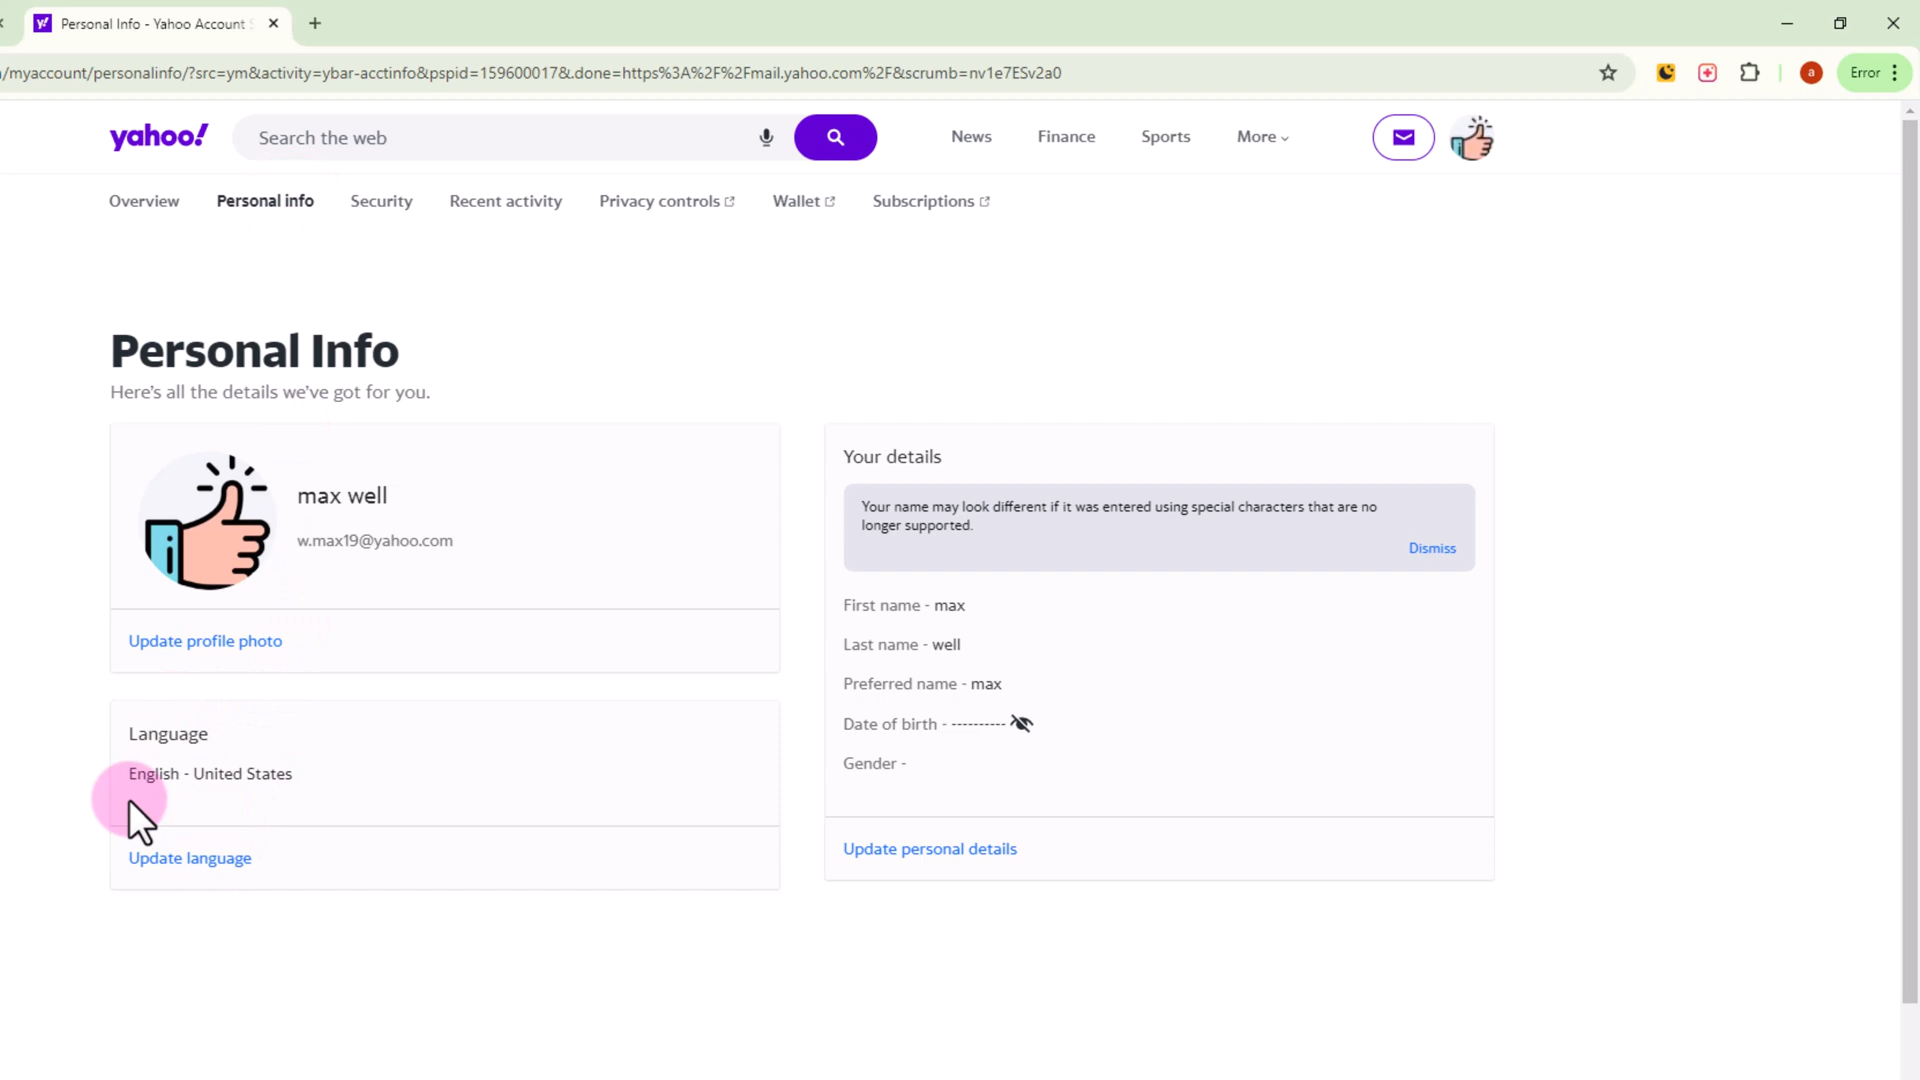 Personal Info - Yahoo Account S
/myaccount/personalinfo/?src=ym&activity=ybar-acctinfo&pspid=159600017&.done=https%3A%2F%2Fmail.yahoo.com%2F&scrumb=nv1e7ESv2a0
a
Error
yahoo!
Search the web
News
Finance
Sports
More
Overview
Personal info
Security
Recent activity
Privacy controls
Wallet
Subscriptions
Personal Info
Here's all the details we've got for you.
max well
w.max19@yahoo.com
Update profile photo
Language
English - United States
Update language
Your details
Your name may look different if it was entered using special characters that are no
longer supported.
Dismiss
First name - max
Last name - well
Preferred name - max
Date of birth - ----------
Gender -
Update personal details